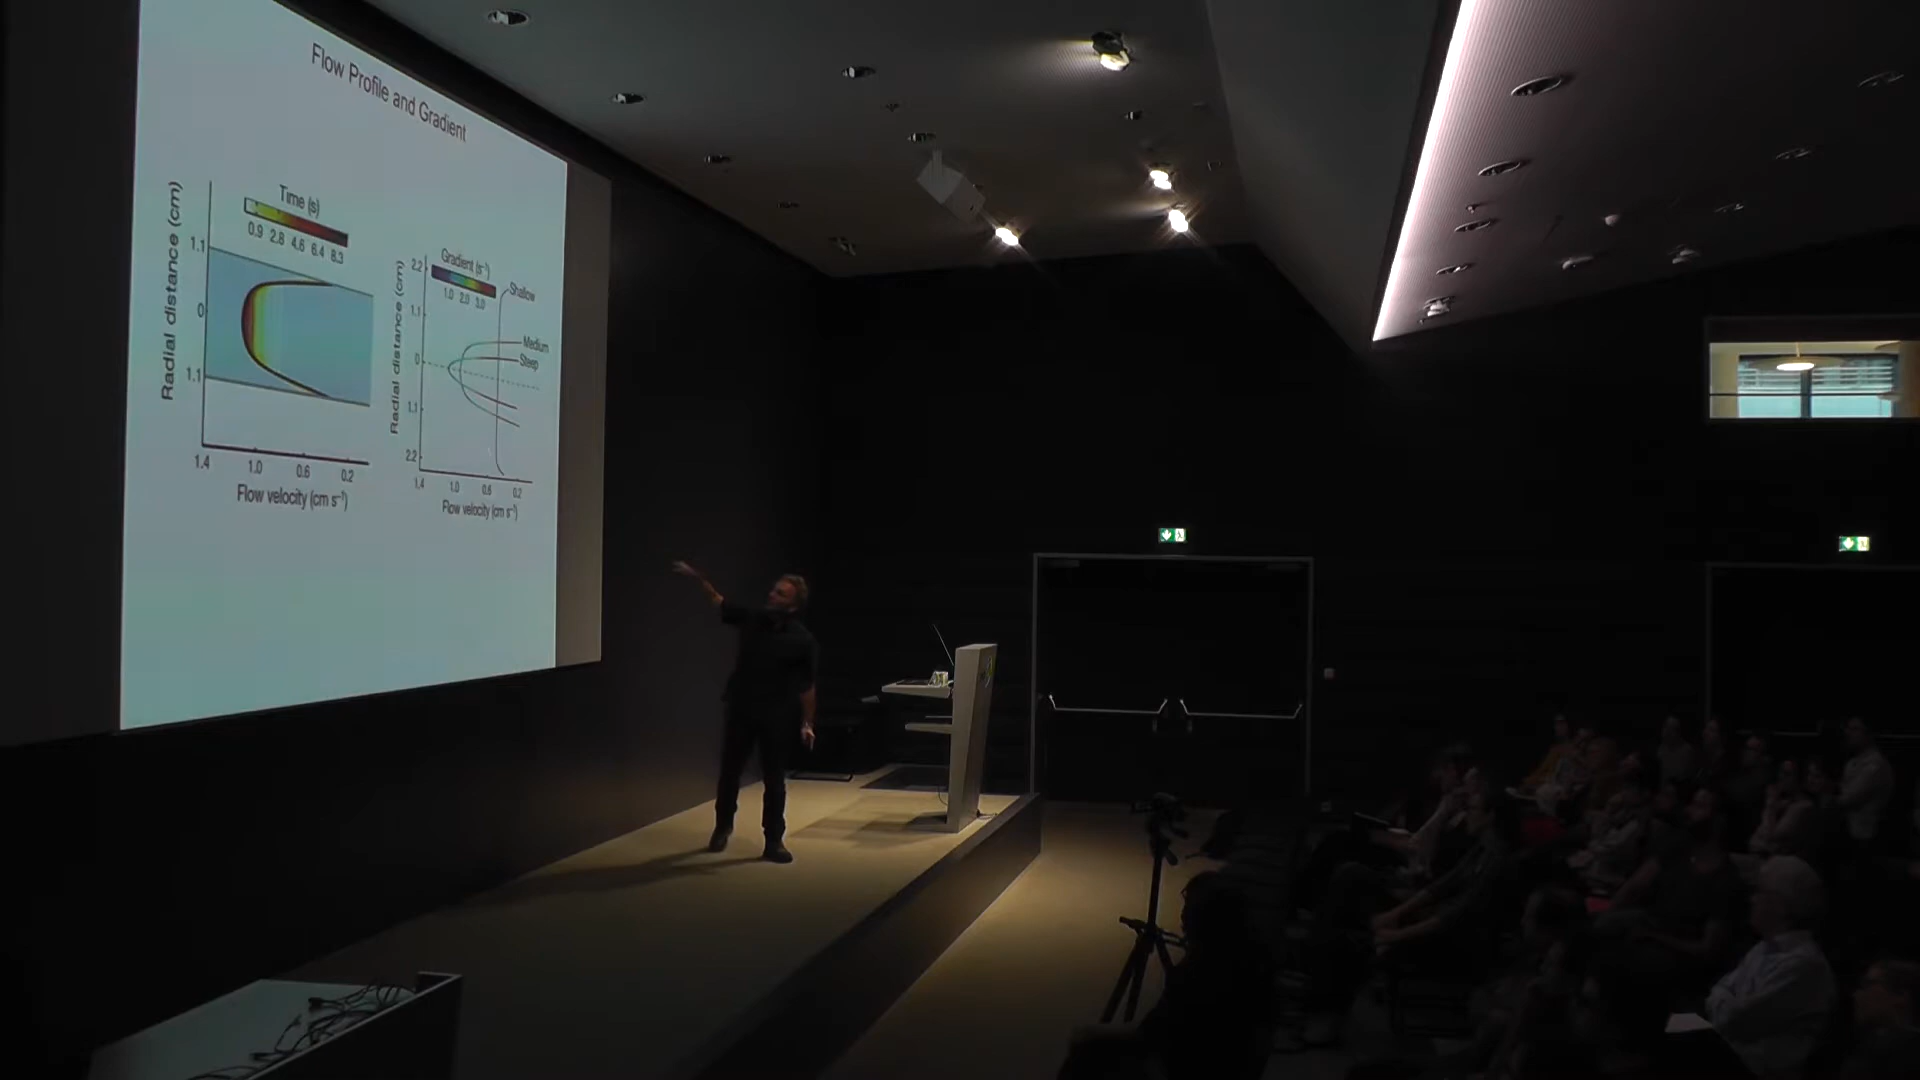 Flow Profile and Gradient
Time (s)
0.9 2.8 4.6 6.4 8.3
Radial distance (cm)
1.1
0
1.1
1.4 1.0 0.6 0.2
Flow velocity (cm s⁻¹)
Gradient (s⁻¹)
1.0 2.0 3.0
Radial distance (cm)
2.2
1.1
0
1.1
2.2
Shallow
Medium
Steep
1.4 1.0 0.6 0.2
Flow velocity (cm s⁻¹)